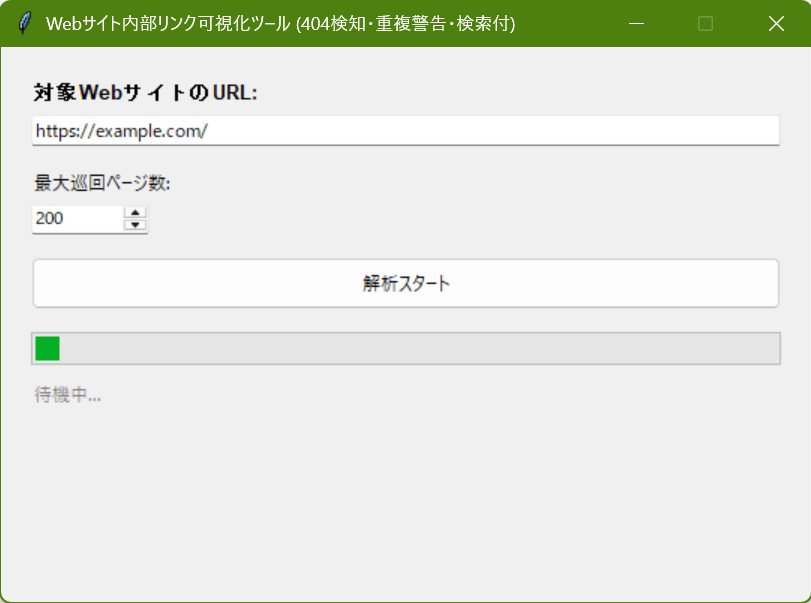 Webサイト内部リンク可視化ツール (404検知・重複警告・検索付)
対象WebサイトのURL:
https://example.com/
最大巡回ページ数:
200
解析スタート
待機中...